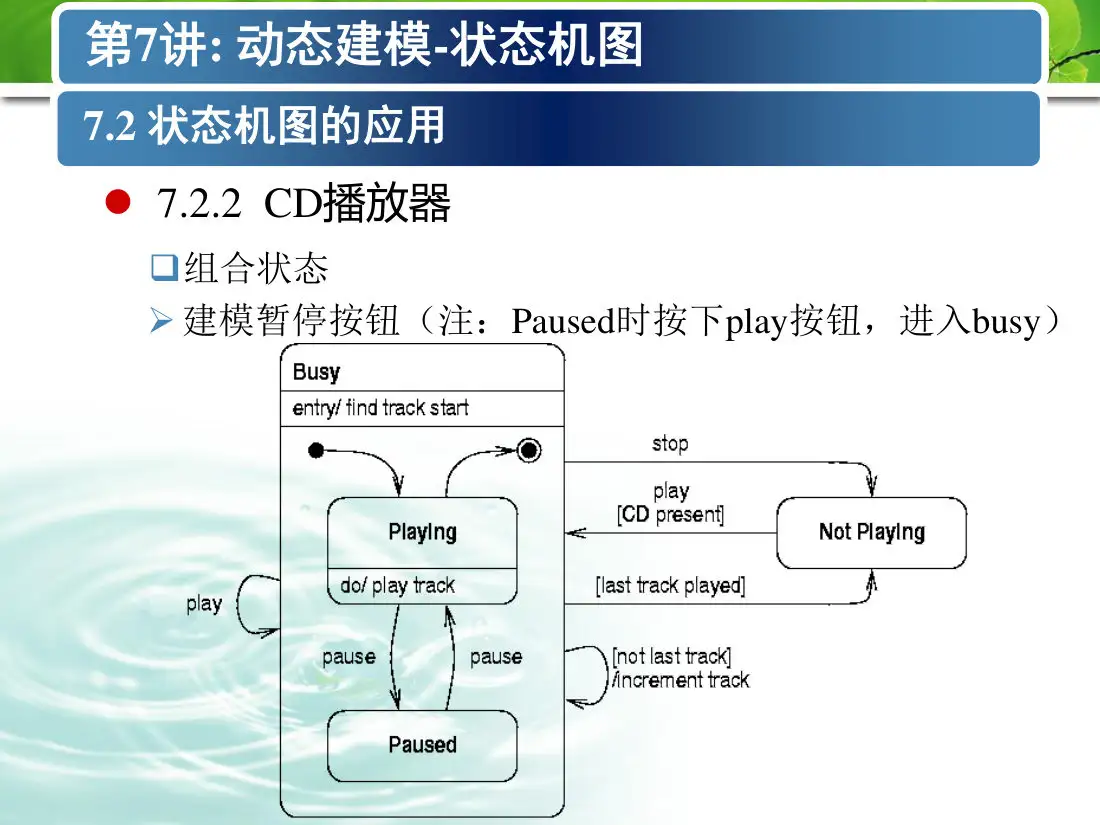 第7讲: 动态建模-状态机图
7.2 状态机图的应用
7.2.2 CD播放器
组合状态
建模暂停按钮（注：Paused时按下play按钮，进入busy）
Busy
entry/ find track start
stop
play
[CD present]
Playing
Not Playing
do/ play track
[last track played]
play
pause
pause
[not last track]
/increment track
Paused